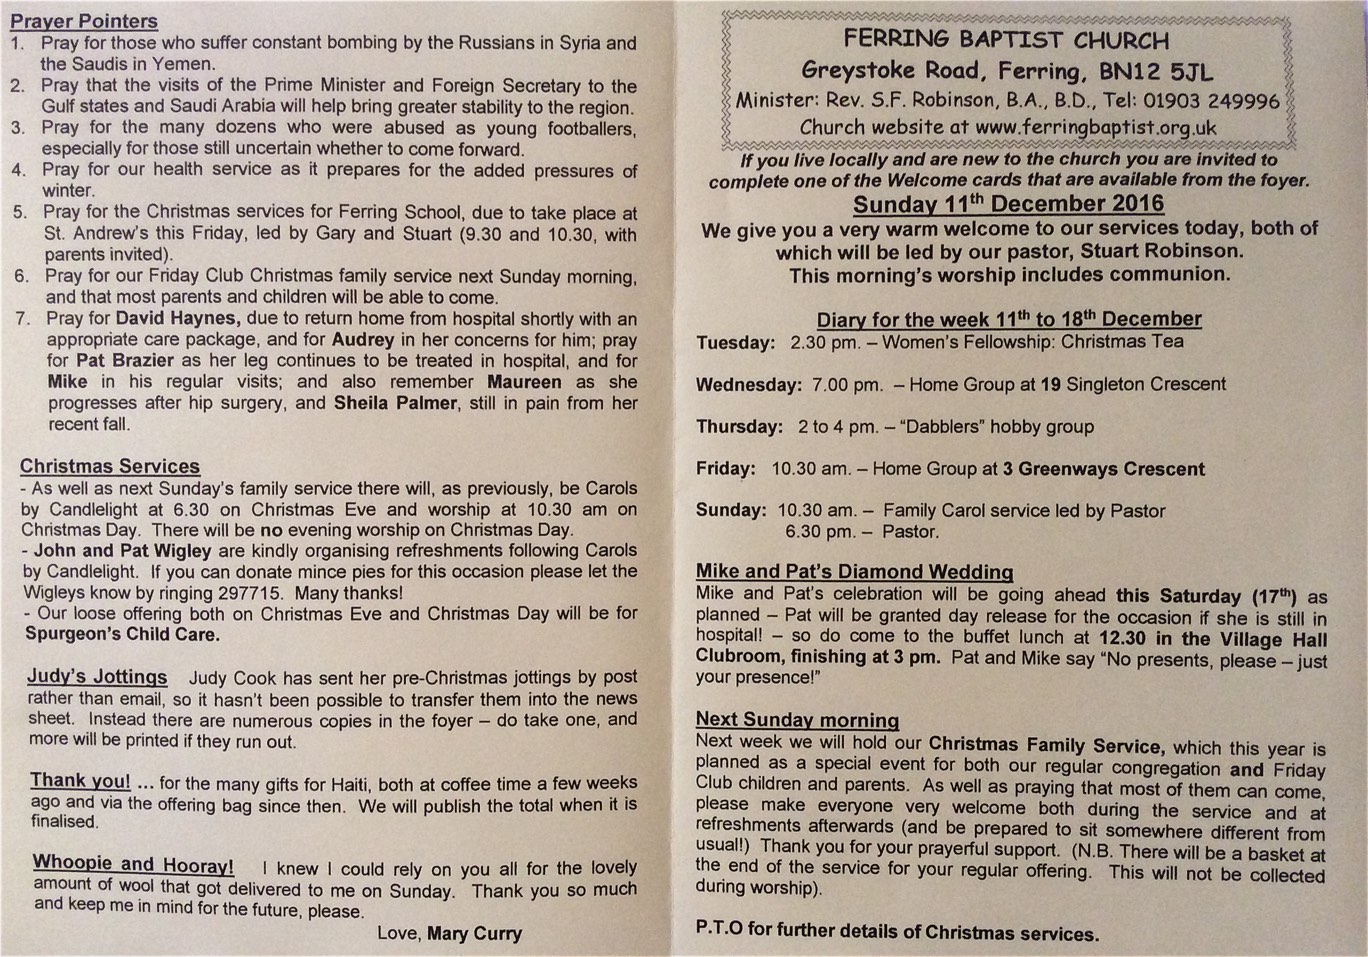 Prayer Pointers
1. Pray for those who suffer constant bombing by the Russians in Syria and
the Saudis in Yemen.
2. Pray that the visits of the Prime Minister and Foreign Secretary to the
Gulf states and Saudi Arabia will help bring greater stability to the region.
3. Pray for the many dozens who were abused as young footballers,
especially for those still uncertain whether to come forward.
4. Pray for our health service as it prepares for the added pressures of
winter.
5. Pray for the Christmas services for Ferring School, due to take place at
St. Andrew's this Friday, led by Gary and Stuart (9.30 and 10.30, with
parents invited).
6. Pray for our Friday Club Christmas family service next Sunday morning,
and that most parents and children will be able to come.
7. Pray for David Haynes, due to return home from hospital shortly with an
appropriate care package, and for Audrey in her concerns for him; pray
for Pat Brazier as her leg continues to be treated in hospital, and for
Mike in his regular visits; and also remember Maureen as she
progresses after hip surgery, and Sheila Palmer, still in pain from her
recent fall.
Christmas Services
- As well as next Sunday's family service there will, as previously, be Carols
by Candlelight at 6.30 on Christmas Eve and worship at 10.30 am on
Christmas Day. There will be no evening worship on Christmas Day.
- John and Pat Wigley are kindly organising refreshments following Carols
by Candlelight. If you can donate mince pies for this occasion please let the
Wigleys know by ringing 297715. Many thanks!
- Our loose offering both on Christmas Eve and Christmas Day will be for
Spurgeon's Child Care.
Judy's Jottings Judy Cook has sent her pre-Christmas jottings by post
rather than email, so it hasn't been possible to transfer them into the news
sheet. Instead there are numerous copies in the foyer – do take one, and
more will be printed if they run out.
Thank you! ... for the many gifts for Haiti, both at coffee time a few weeks
ago and via the offering bag since then. We will publish the total when it is
finalised.
Whoopie and Hooray! I knew I could rely on you all for the lovely
amount of wool that got delivered to me on Sunday. Thank you so much
and keep me in mind for the future, please.
Love, Mary Curry
FERRING BAPTIST CHURCH
Greystoke Road, Ferring, BN12 5JL
Minister: Rev. S.F. Robinson, B.A., B.D., Tel: 01903 249996
Church website at www.ferringbaptist.org.uk
If you live locally and are new to the church you are invited to
complete one of the Welcome cards that are available from the foyer.
Sunday 11th December 2016
We give you a very warm welcome to our services today, both of
which will be led by our pastor, Stuart Robinson.
This morning's worship includes communion.
Diary for the week 11th to 18th December
Tuesday: 2.30 pm. – Women's Fellowship: Christmas Tea
Wednesday: 7.00 pm. – Home Group at 19 Singleton Crescent
Thursday: 2 to 4 pm. – "Dabblers" hobby group
Friday: 10.30 am. – Home Group at 3 Greenways Crescent
Sunday: 10.30 am. – Family Carol service led by Pastor
6.30 pm. – Pastor.
Mike and Pat's Diamond Wedding
Mike and Pat's celebration will be going ahead this Saturday (17th) as
planned – Pat will be granted day release for the occasion if she is still in
hospital! – so do come to the buffet lunch at 12.30 in the Village Hall
Clubroom, finishing at 3 pm. Pat and Mike say "No presents, please – just
your presence!"
Next Sunday morning
Next week we will hold our Christmas Family Service, which this year is
planned as a special event for both our regular congregation and Friday
Club children and parents. As well as praying that most of them can come,
please make everyone very welcome both during the service and at
refreshments afterwards (and be prepared to sit somewhere different from
usual!) Thank you for your prayerful support. (N.B. There will be a basket at
the end of the service for your regular offering. This will not be collected
during worship).
P.T.O for further details of Christmas services.